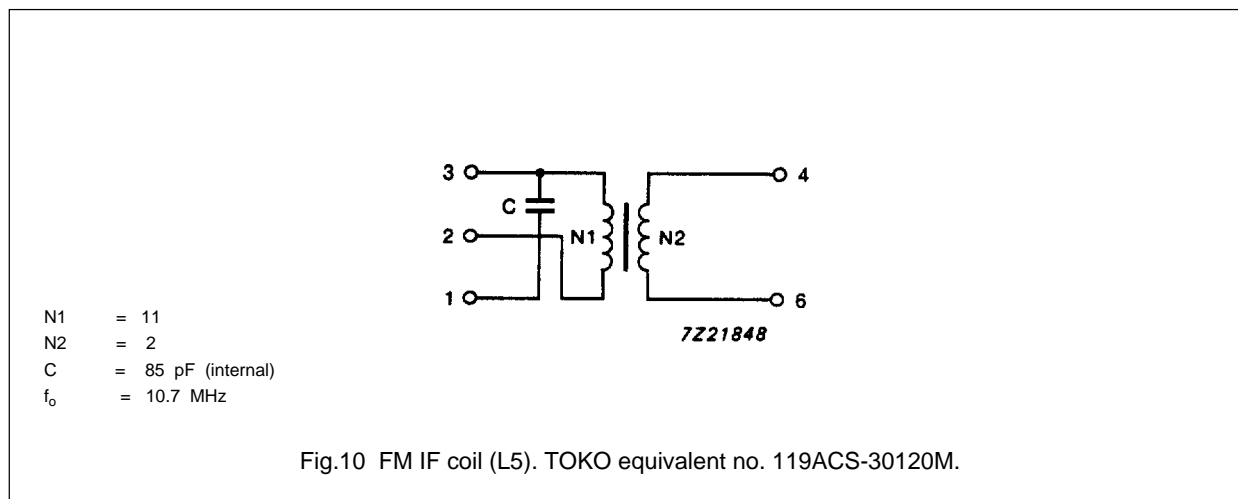 3
4
C
2
N1
N2
1
6
7Z21848
N1 = 11
N2 = 2
C = 85 pF (internal)
fo = 10.7 MHz
Fig.10 FM IF coil (L5). TOKO equivalent no. 119ACS-30120M.